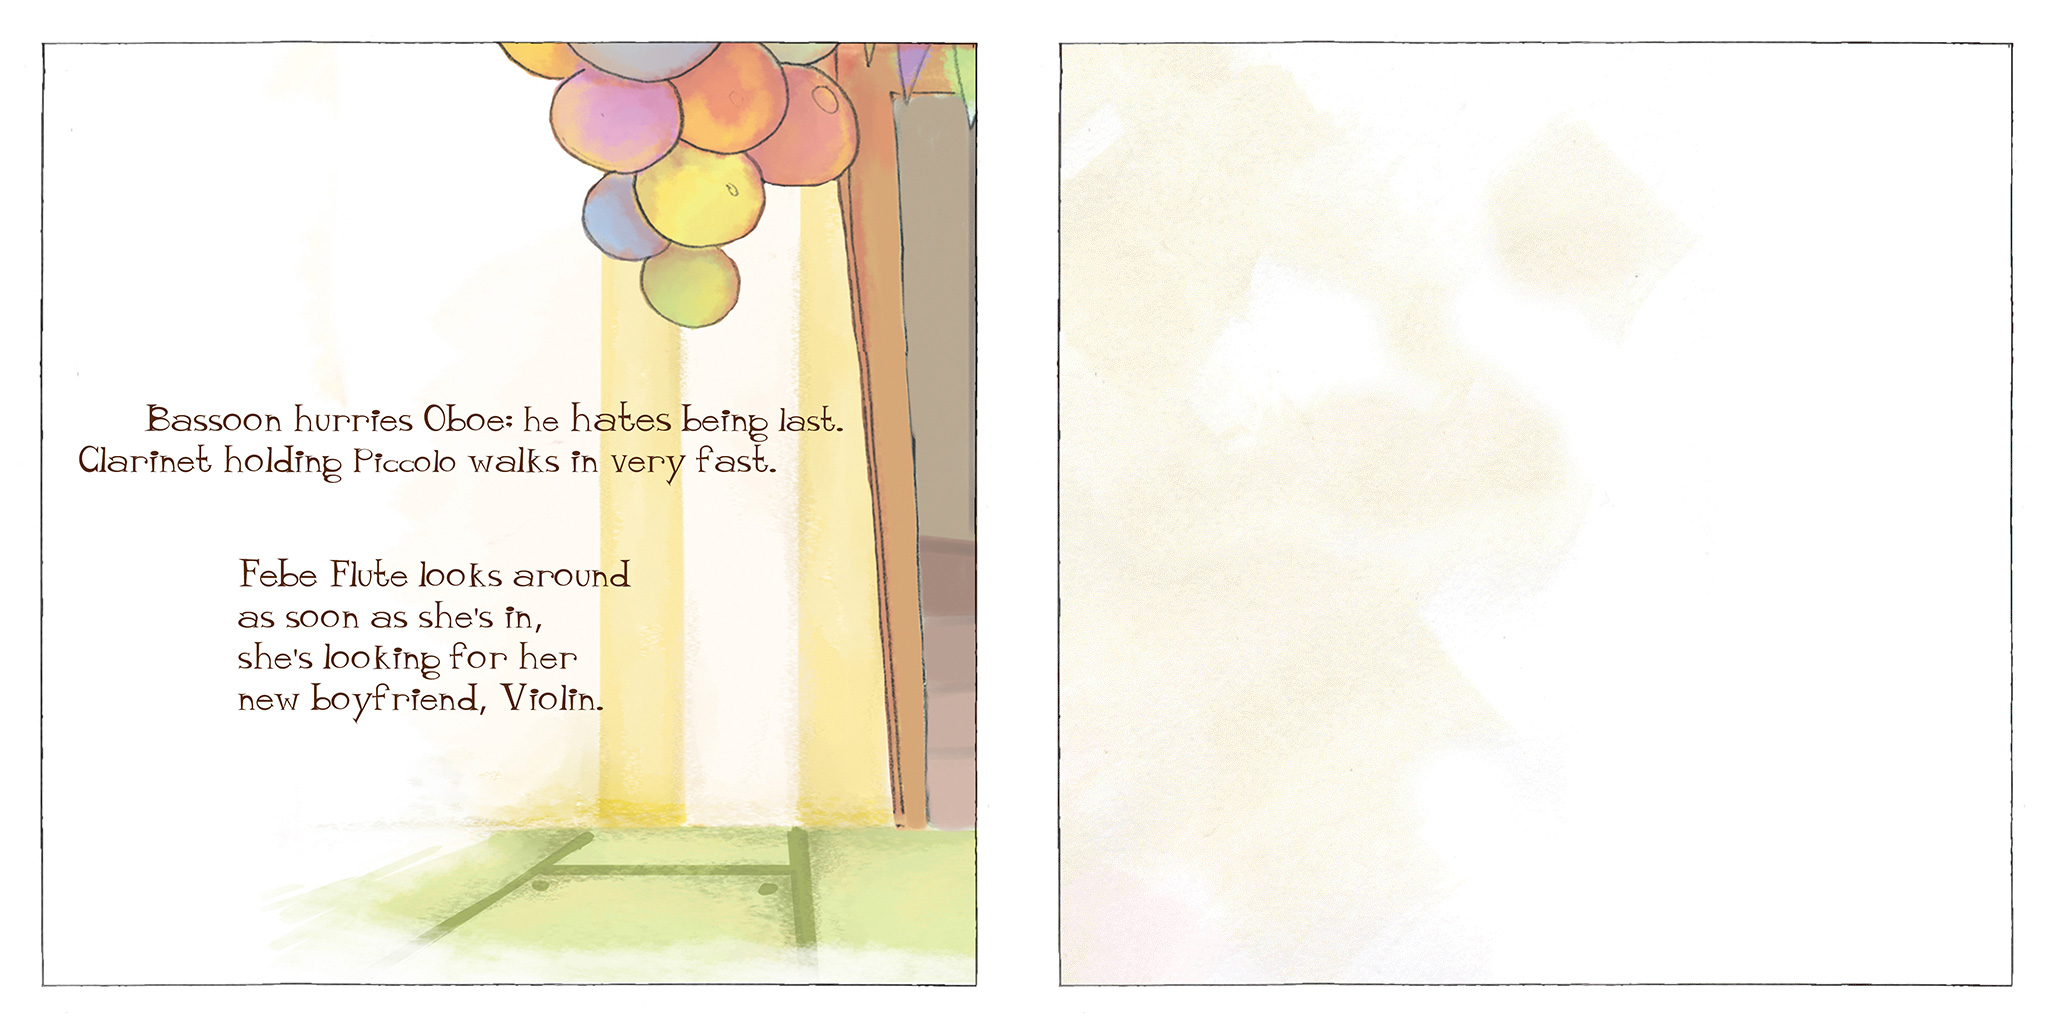 Bassoon hurries Oboe: he hates being last.
Clarinet holding Piccolo walks in very fast.
Febe Flute looks around
as soon as she's in,
she's looking for her
new boyfriend, Violin.